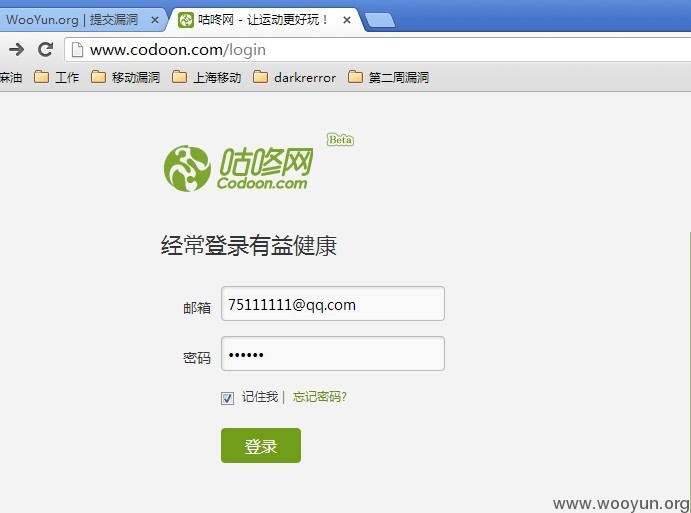 WooYun.org | 提交漏洞
咕咚网 - 让运动更好玩！
www.codoon.com/login
麻油 工作 移动漏洞 上海移动 darkrerror 第二周漏洞
Beta
咕咚网
Codoon.com
经常登录有益健康
邮箱 75111111@qq.com
密码 ••••••
记住我 | 忘记密码?
登录
www.wooyun.org